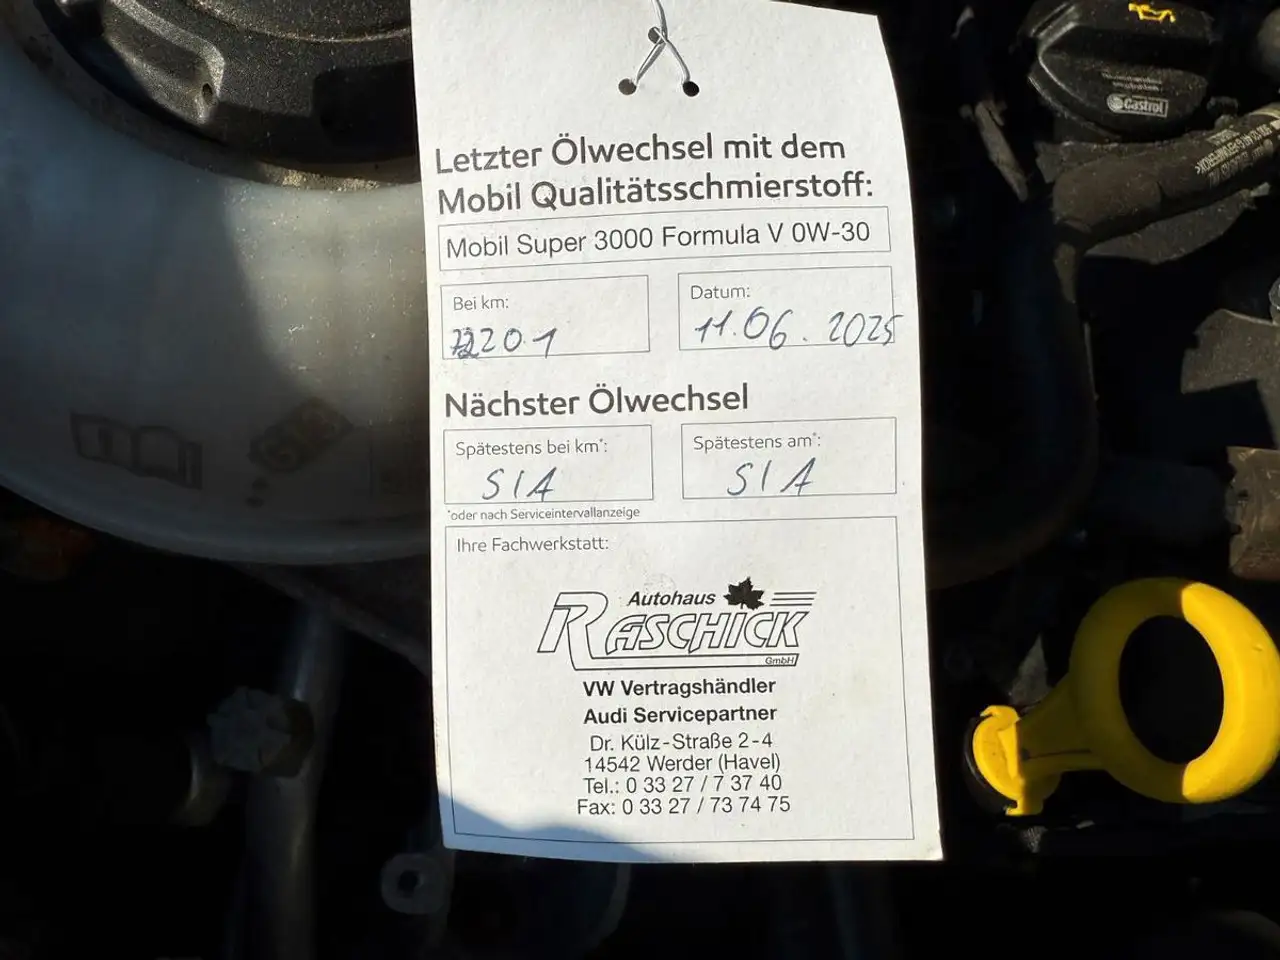 Castrol
Letzter Ölwechsel mit dem
Mobil Qualitätsschmierstoff:
Mobil Super 3000 Formula V 0W-30
Bei km:
Datum:
11.06.2025
Nächster Ölwechsel
Spätestens bei km*:
Spätestens am*:
SIA
SIA
*oder nach Serviceintervallanzeige
Ihre Fachwerkstatt:
Autohaus
RASCHICK
GmbH
VW Vertragshändler
Audi Servicepartner
Dr. Külz-Straße 2-4
14542 Werder (Havel)
Tel.: 0 33 27 / 7 37 40
Fax: 0 33 27 / 73 74 75